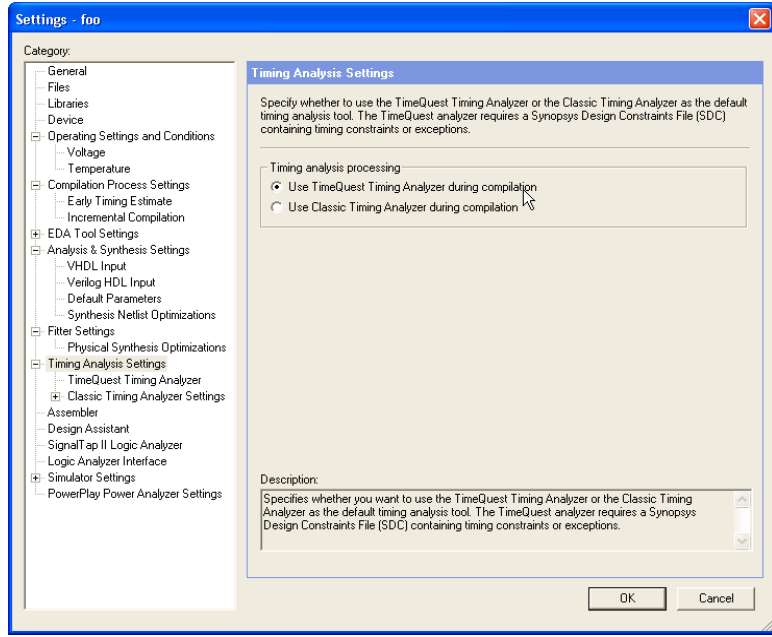 Settings - foo
Category:
General
Files
Libraries
Device
Operating Settings and Conditions
Voltage
Temperature
Compilation Process Settings
Early Timing Estimate
Incremental Compilation
EDA Tool Settings
Analysis & Synthesis Settings
VHDL Input
Verilog HDL Input
Default Parameters
Synthesis Netlist Optimizations
Fitter Settings
Physical Synthesis Optimizations
Timing Analysis Settings
TimeQuest Timing Analyzer
Classic Timing Analyzer Settings
Assembler
Design Assistant
SignalTap II Logic Analyzer
Logic Analyzer Interface
Simulator Settings
PowerPlay Power Analyzer Settings
Timing Analysis Settings
Specify whether to use the TimeQuest Timing Analyzer or the Classic Timing Analyzer as the default
timing analysis tool. The TimeQuest analyzer requires a Synopsys Design Constraints File (SDC)
containing timing constraints or exceptions.
Timing analysis processing
Use TimeQuest Timing Analyzer during compilation
Use Classic Timing Analyzer during compilation
Description:
Specifies whether you want to use the TimeQuest Timing Analyzer or the Classic Timing
Analyzer as the default timing analysis tool. The TimeQuest analyzer requires a Synopsys
Design Constraints File (SDC) containing timing constraints or exceptions.
OK
Cancel